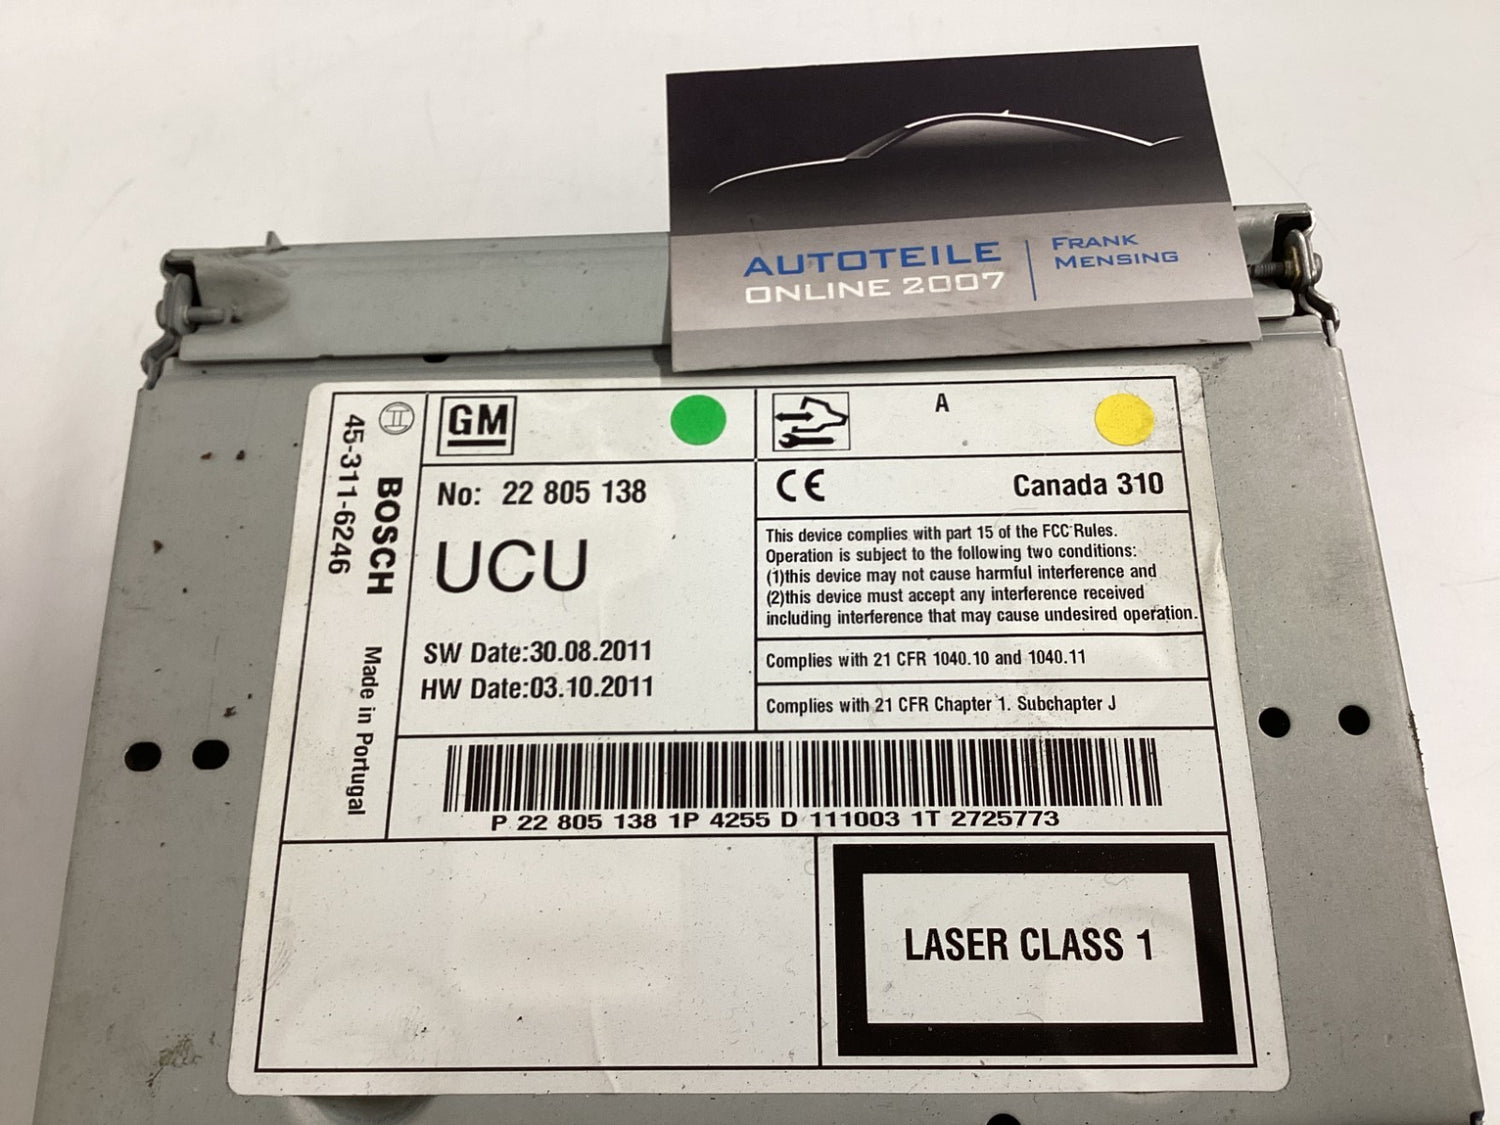 AUTOTEILE
ONLINE 2007
FRANK
MENSING
45-311-6246
BOSCH
Made in Portugal
GM
No: 22 805 138
UCU
SW Date:30.08.2011
HW Date:03.10.2011
A
CE
Canada 310
This device complies with part 15 of the FCC Rules.
Operation is subject to the following two conditions:
(1)this device may not cause harmful interference and
(2)this device must accept any interference received
including interference that may cause undesired operation.
Complies with 21 CFR 1040.10 and 1040.11
Complies with 21 CFR Chapter 1. Subchapter J
P 22 805 138 1P 4255 D 111003 1T 2725773
LASER CLASS 1